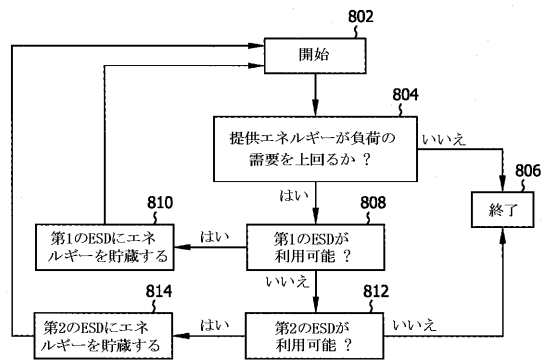 802
開始
804
提供エネルギーが負荷の
需要を上回るか？
いいえ
806
終了
はい
810
第1のESDにエネ
ルギーを貯蔵する
はい
808
第1のESDが
利用可能？
いいえ
814
第2のESDにエネ
ルギーを貯蔵する
はい
812
第2のESDが
利用可能？
いいえ